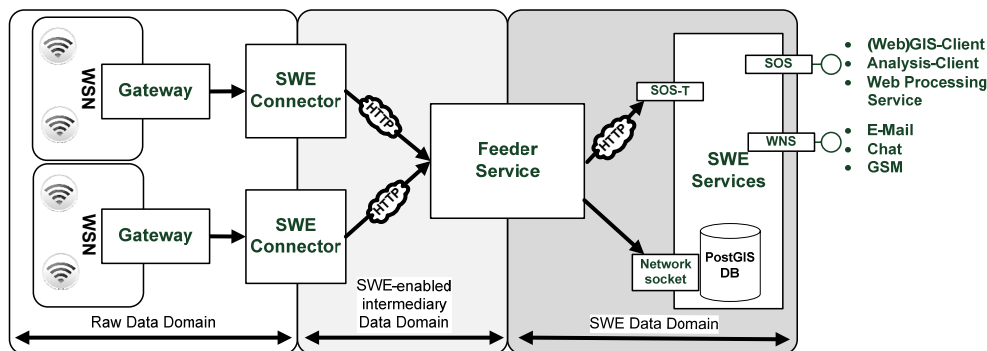 WSN
Gateway
SWE
Connector
HTTP
WSN
Gateway
SWE
Connector
HTTP
Feeder
Service
HTTP
SOS-T
SOS
WNS
SWE
Services
Network
socket
PostGIS
DB
• (Web)GIS-Client
• Analysis-Client
• Web Processing
Service
• E-Mail
• Chat
• GSM
Raw Data Domain
SWE-enabled
intermediary
Data Domain
SWE Data Domain